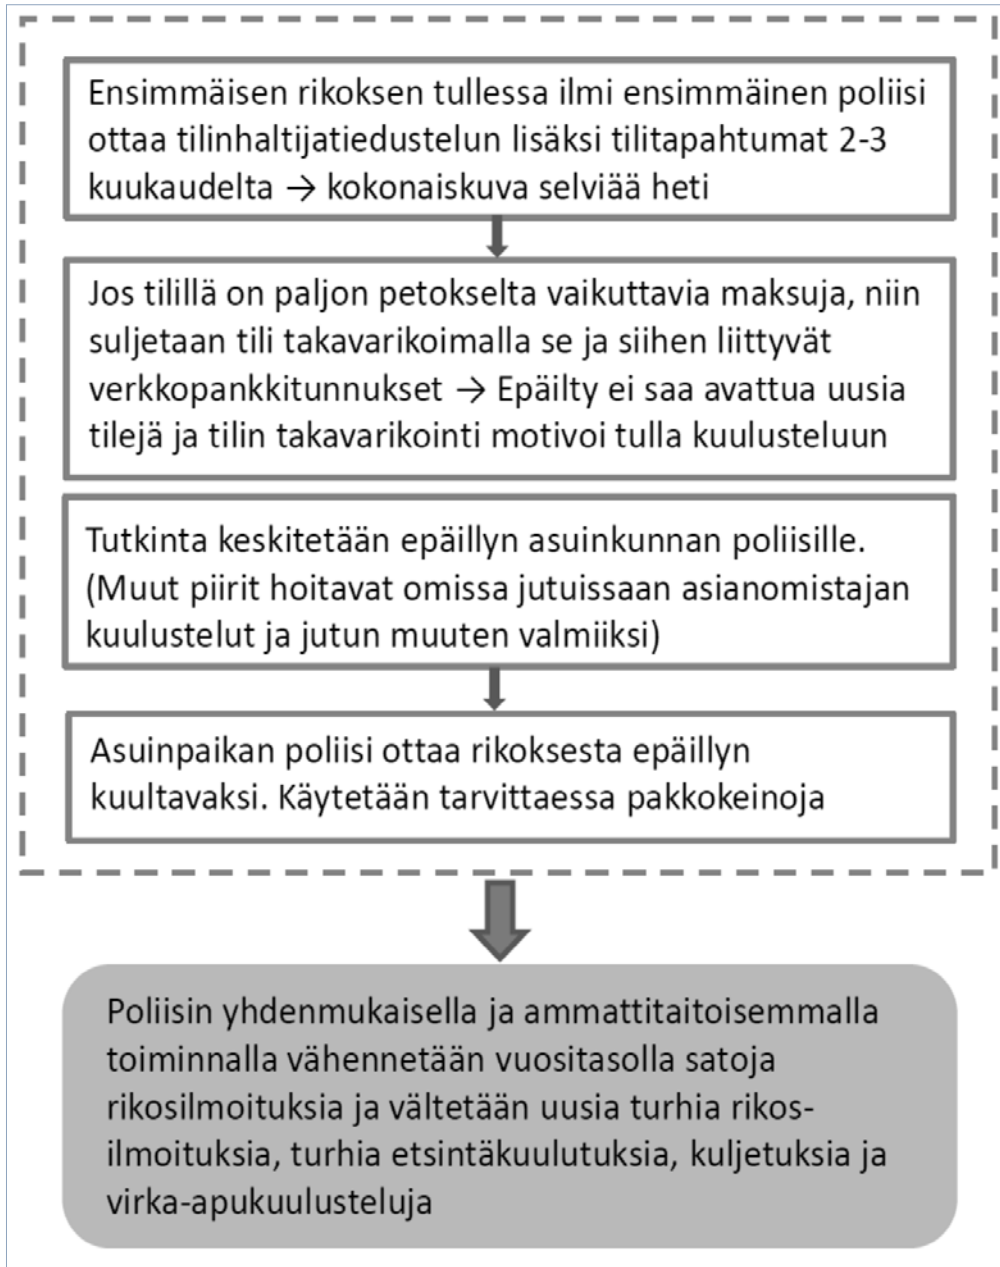 Ensimmäisen rikoksen tullessa ilmi ensimmäinen poliisi
ottaa tilinhaltijatiedustelun lisäksi tilitapahtumat 2-3
kuukaudelta → kokonaiskuva selviää heti
Jos tilillä on paljon petokselta vaikuttavia maksuja, niin
suljetaan tili takavarikoimalla se ja siihen liittyvät
verkkopankkitunnukset → Epäilty ei saa avattua uusia
tilejä ja tilin takavarikointi motivoi tulla kuulusteluun
Tutkinta keskitetään epäillyn asuinkunnan poliisille.
(Muut piirit hoitavat omissa jutuissaan asianomistajan
kuulustelut ja jutun muuten valmiiksi)
Asuinpaikan poliisi ottaa rikoksesta epäillyn
kuultavaksi. Käytetään tarvittaessa pakkokeinoja
Poliisin yhdenmukaisella ja ammattitaitoisemmalla
toiminnalla vähennetään vuositasolla satoja
rikosilmoituksia ja vältetään uusia turhia rikos-
ilmoituksia, turhia etsintäkuulutuksia, kuljetuksia ja
virka-apukuulusteluja